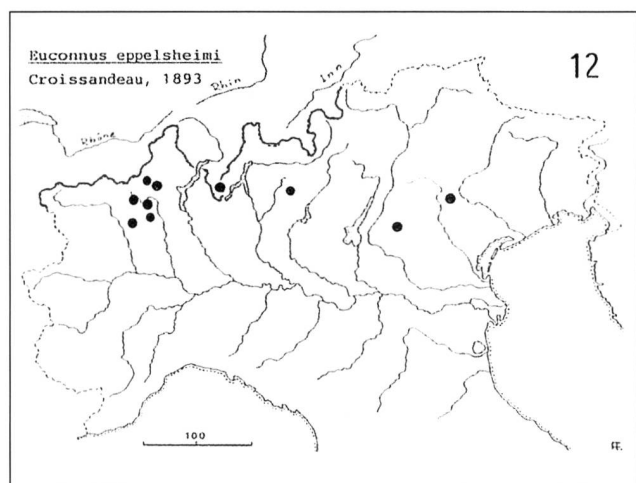 Euconnus eppelsheimi
Croissandeau, 1893
12
Rhin
Inn
Rhône
100
FF.